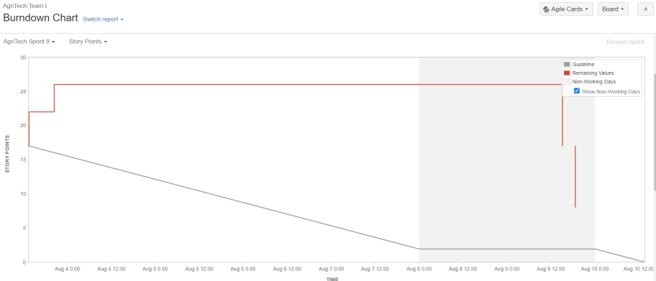 AgriTech-Team I
Burndown Chart Switch report
Agile Cards Board
AgriTech Sprint 8 Story Points Reopen sprint
Guideline
Remaining Values
Non-Working Days
Show Non-Working Days
30
25
20
15
10
5
0
STORY POINTS
Aug 4 0:00 Aug 4 12:00 Aug 5 0:00 Aug 5 12:00 Aug 6 0:00 Aug 6 12:00 Aug 7 0:00 Aug 7 12:00 Aug 8 0:00 Aug 8 12:00 Aug 9 0:00 Aug 9 12:00 Aug 10 0:00 Aug 10 12:00
TIME